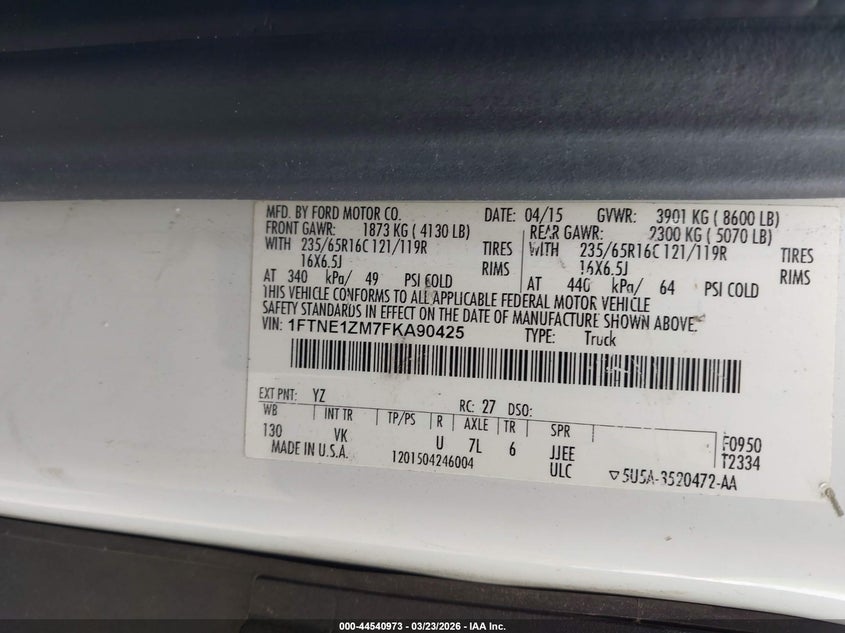 MFD. BY FORD MOTOR CO. DATE: 04/15 GVWR: 3901 KG ( 8600 LB)
FRONT GAWR: 1873 KG ( 4130 LB) REAR GAWR: 2300 KG ( 5070 LB)
WITH 235/65R16C 121/119R TIRES WITH 235/65R16C 121/119R TIRES
16X6.5J RIMS 16X6.5J RIMS
AT 340 kPa/ 49 PSI COLD AT 440 kPa/ 64 PSI COLD
THIS VEHICLE CONFORMS TO ALL APPLICABLE FEDERAL MOTOR VEHICLE
SAFETY STANDARDS IN EFFECT ON THE DATE OF MANUFACTURE SHOWN ABOVE.
VIN: 1FTNE1ZM7FKA90425 TYPE: Truck
EXT PNT: YZ RC: 27 DSO:
WB INT TR TP/PS R AXLE TR SPR F0950
130 VK U 7L 6 JJEE T2334
MADE IN U.S.A. 1201504246004 ULC ▽5U5A-3520472-AA
000-44540973 — 03/23/2026 — IAA Inc.